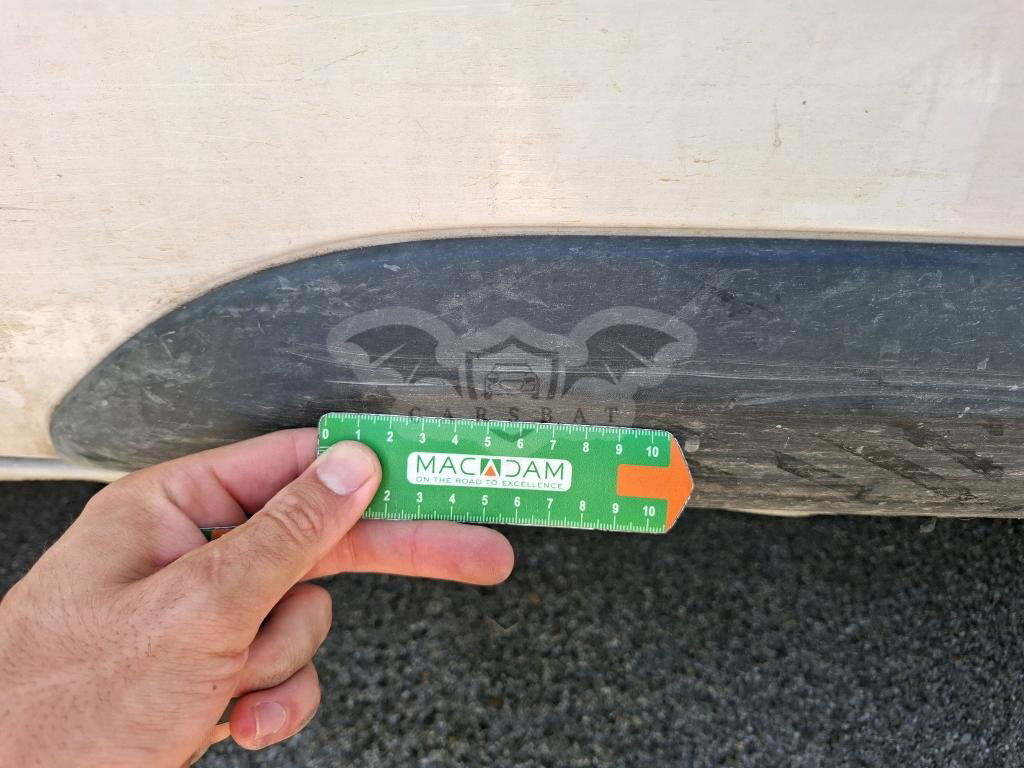 CARSBAT
0 1 2 3 4 5 6 7 8 9 10
MACADAM
ON THE ROAD TO EXCELLENCE
2 3 4 5 6 7 8 9 10